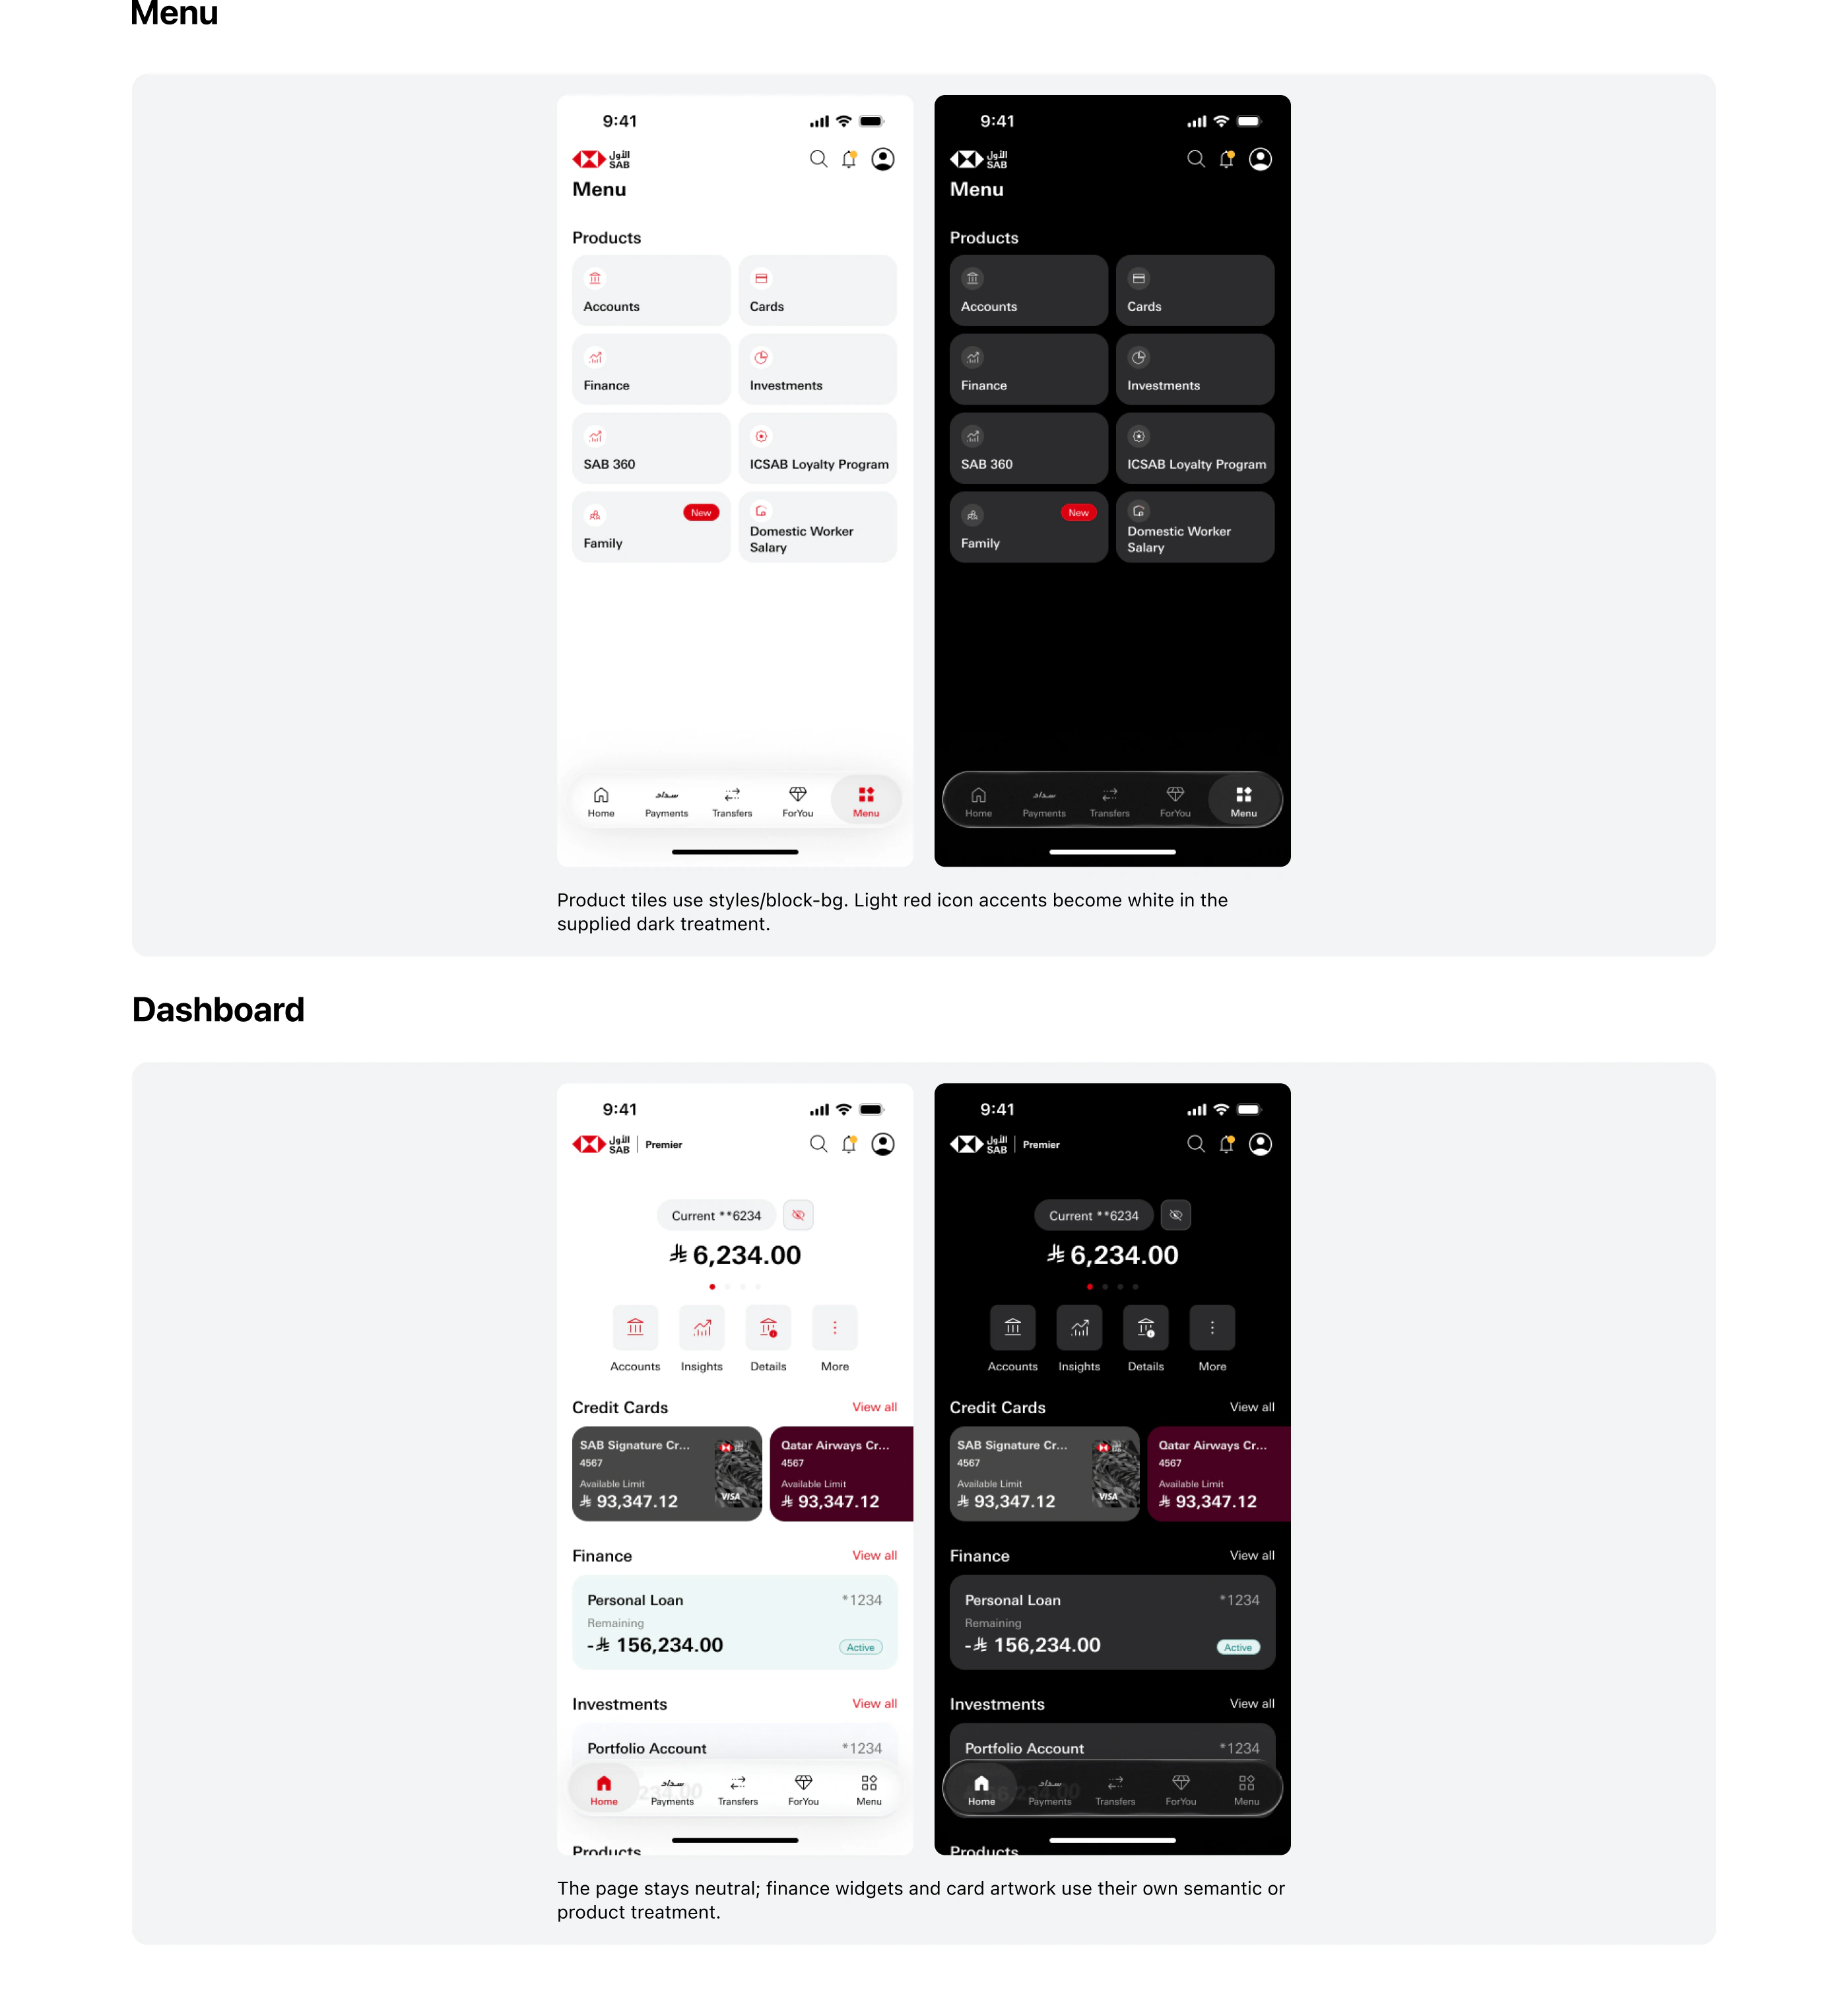 Menu
9:41
الأول
SAB
Menu
Products
Accounts
Cards
Finance
Investments
SAB 360
ICSAB Loyalty Program
Family
New
Domestic Worker
Salary
Home
سداد
Payments
Transfers
ForYou
Menu
9:41
الأول
SAB
Menu
Products
Accounts
Cards
Finance
Investments
SAB 360
ICSAB Loyalty Program
Family
New
Domestic Worker
Salary
Home
سداد
Payments
Transfers
ForYou
Menu
Product tiles use styles/block-bg. Light red icon accents become white in the
supplied dark treatment.
Dashboard
9:41
الأول
SAB
Premier
Current **6234
6,234.00
Accounts
Insights
Details
More
Credit Cards
View all
SAB Signature Cr...
4567
Available Limit
93,347.12
VISA
Qatar Airways Cr...
4567
Available Limit
93,347.12
Finance
View all
Personal Loan
*1234
Remaining
- 156,234.00
Active
Investments
View all
Portfolio Account
*1234
Home
سداد
Payments
Transfers
ForYou
Menu
Products
9:41
الأول
SAB
Premier
Current **6234
6,234.00
Accounts
Insights
Details
More
Credit Cards
View all
SAB Signature Cr...
4567
Available Limit
93,347.12
VISA
Qatar Airways Cr...
4567
Available Limit
93,347.12
Finance
View all
Personal Loan
*1234
Remaining
- 156,234.00
Active
Investments
View all
Portfolio Account
*1234
Home
سداد
Payments
Transfers
ForYou
Menu
Products
The page stays neutral; finance widgets and card artwork use their own semantic or
product treatment.